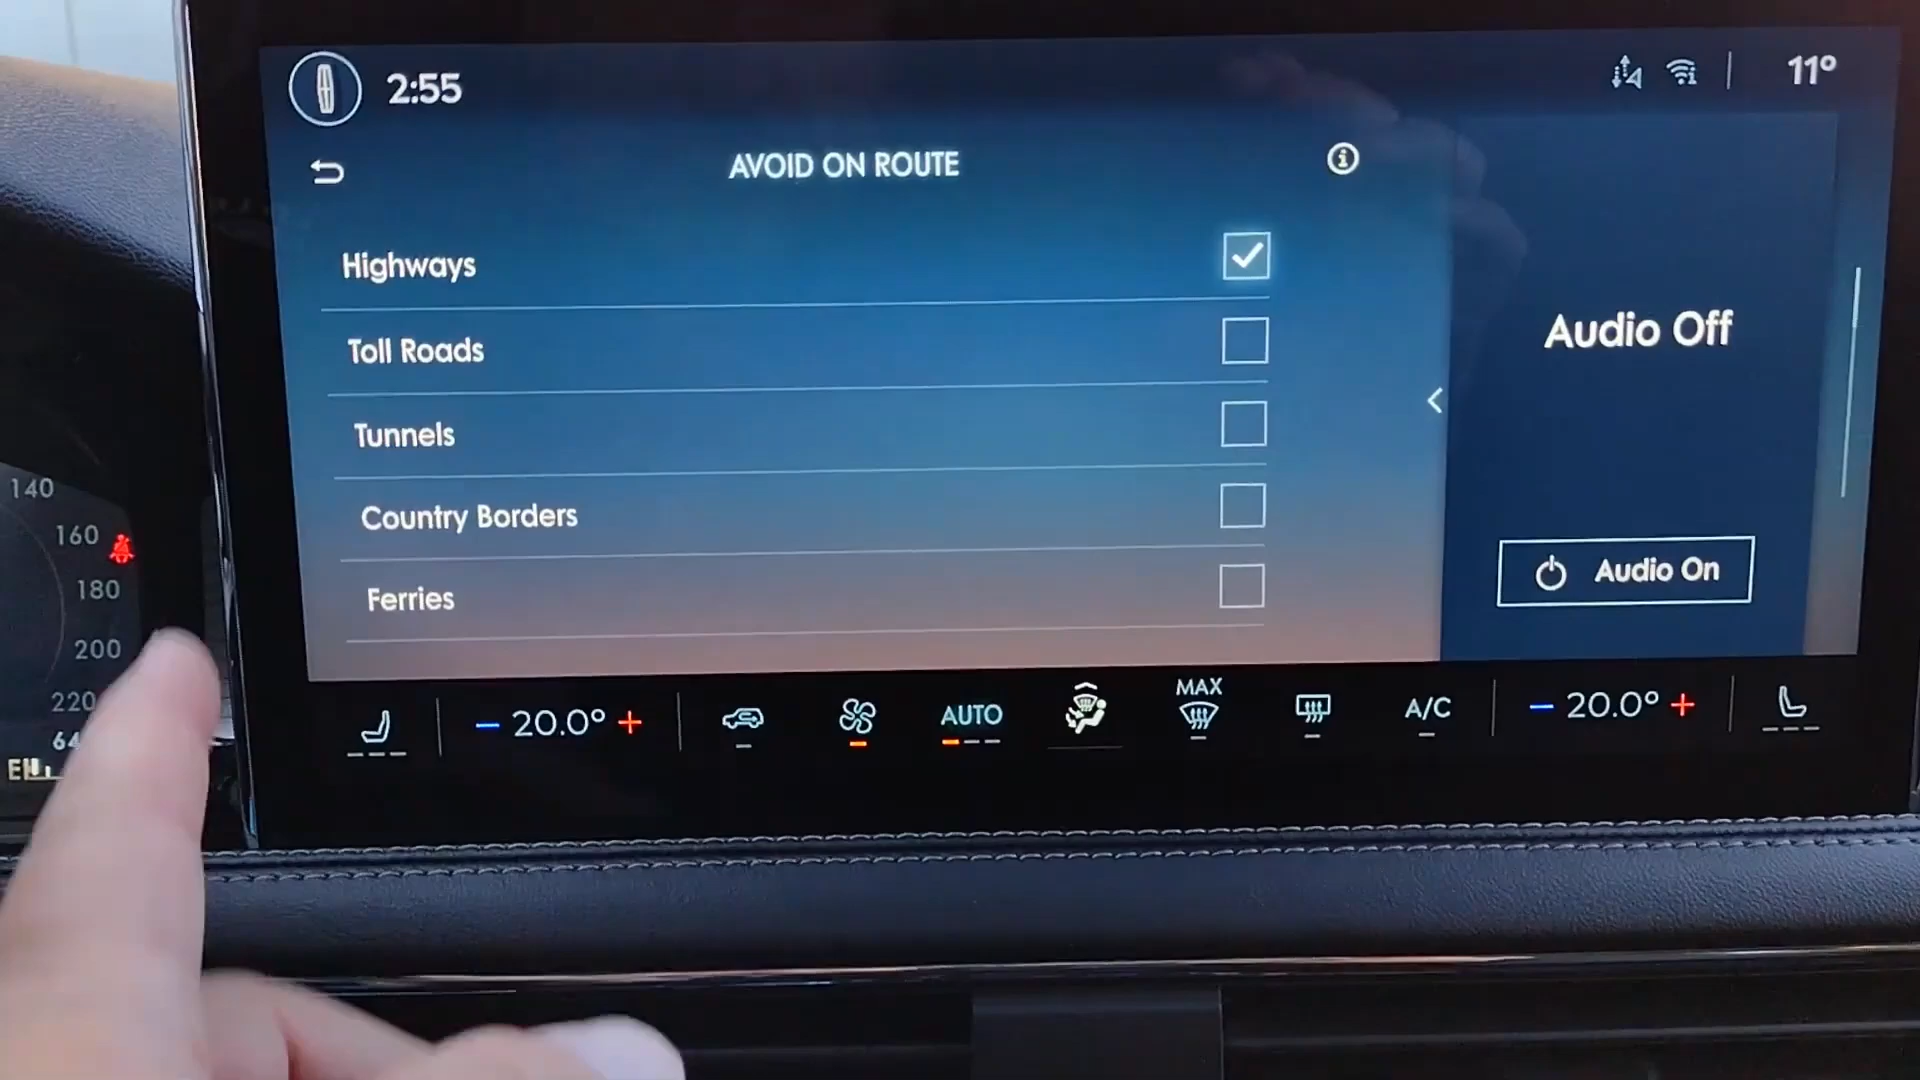 2:55
11°
AVOID ON ROUTE
Highways
Toll Roads
Tunnels
Country Borders
Ferries
Audio Off
Audio On
140
160
180
200
220
64
E
20.0°
AUTO
MAX
A/C
20.0°